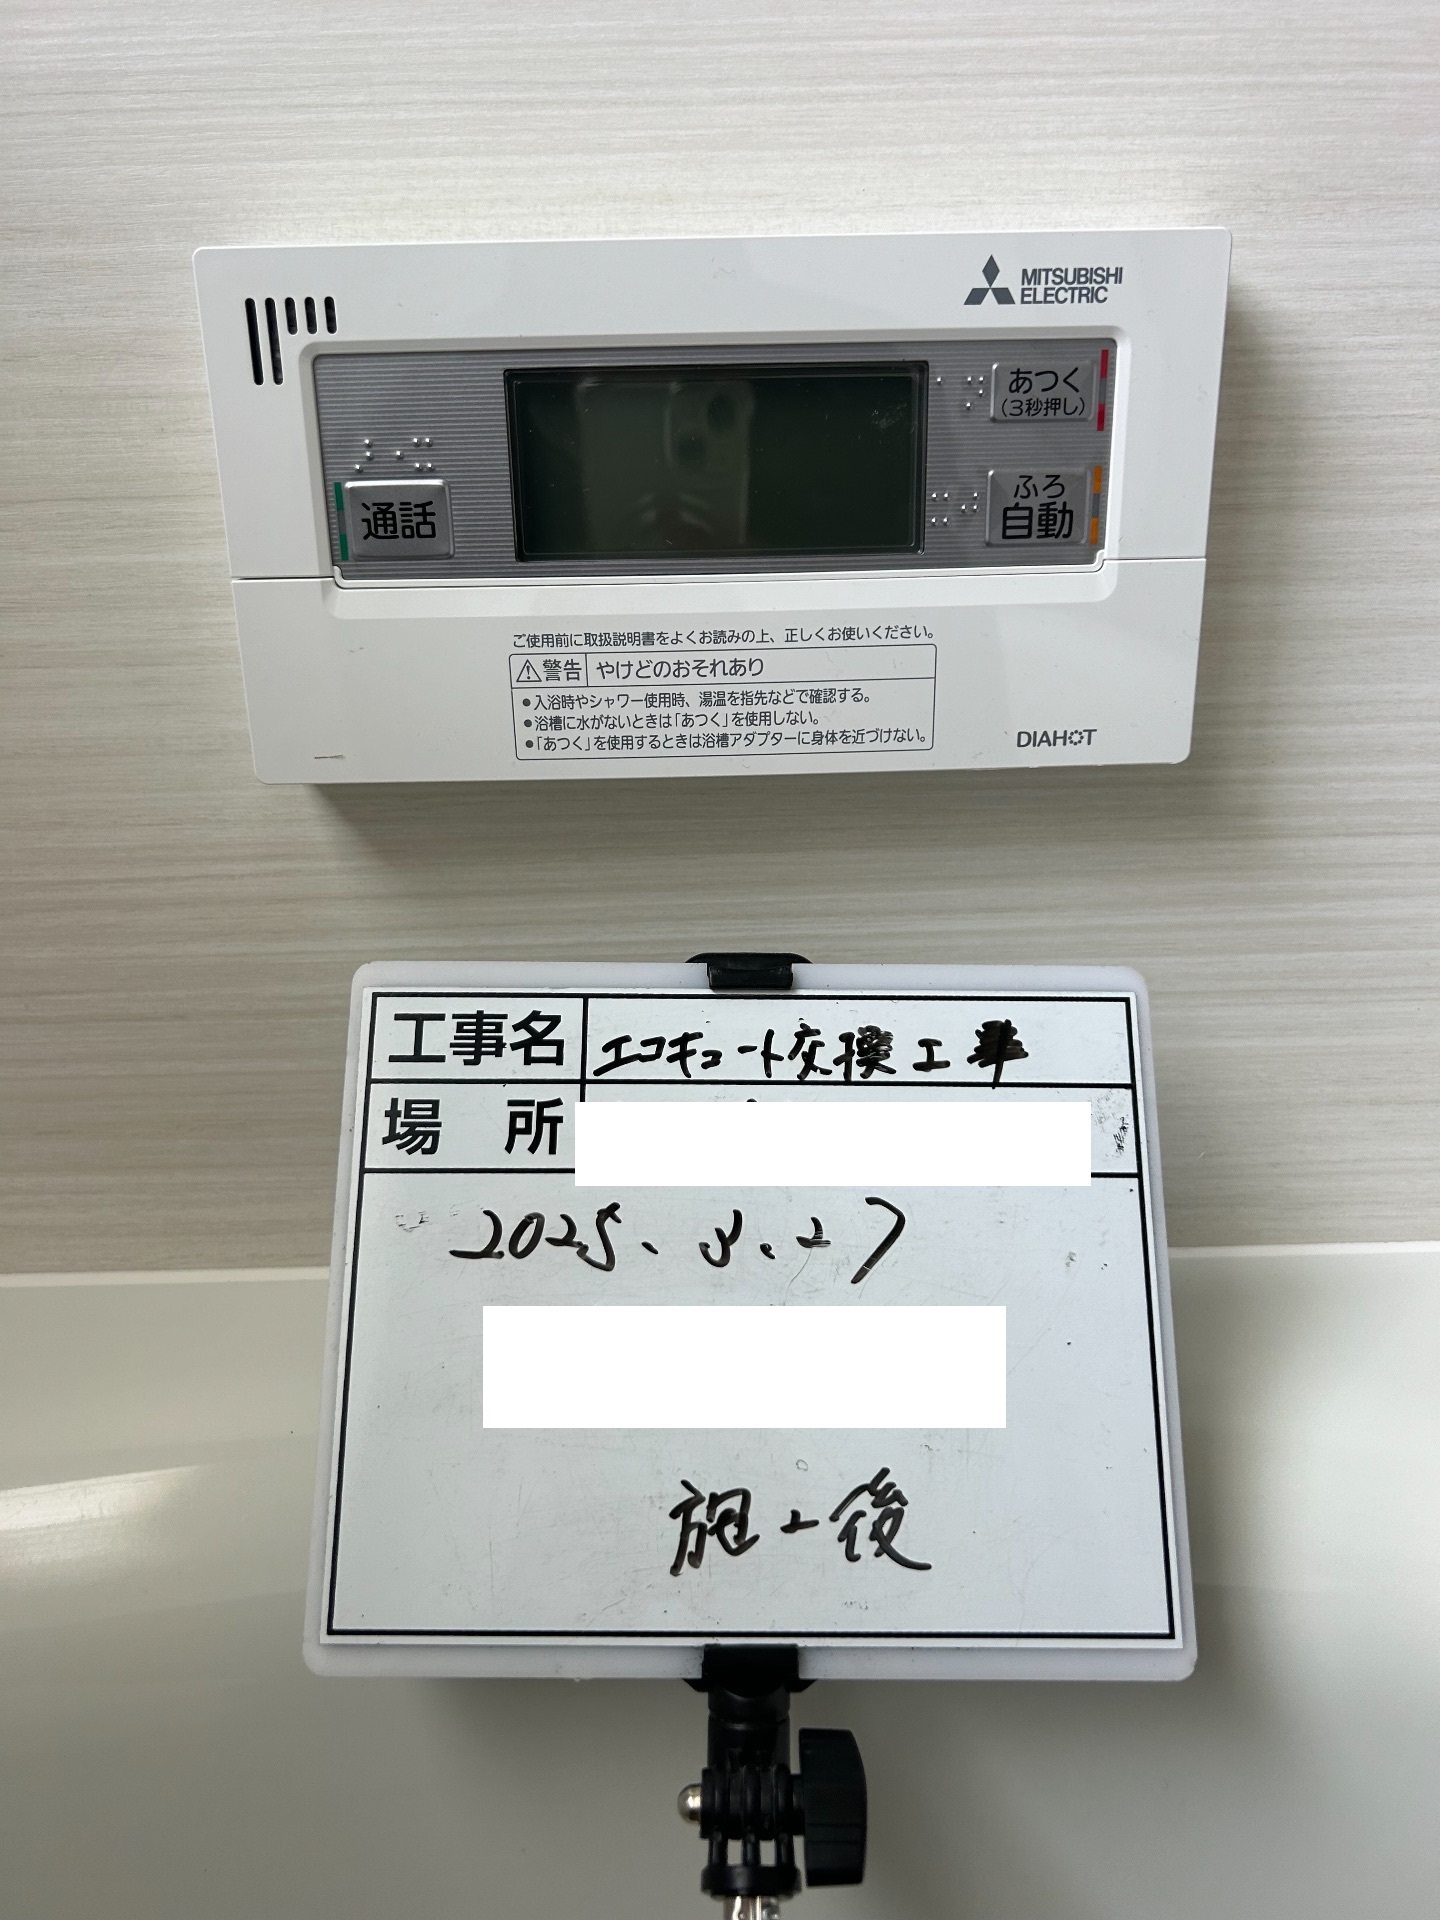 MITSUBISHI
ELECTRIC
あつく
(3秒押し)
通話
ふろ
自動
ご使用前に取扱説明書をよくお読みの上、正しくお使いください。
⚠警告 やけどのおそれあり
●入浴時やシャワー使用時、湯温を指先などで確認する。
●浴槽に水がないときは「あつく」を使用しない。
●「あつく」を使用するときは浴槽アダプターに身体を近づけない。
DIAHOT
工事名 エコキュート交換工事
場所
2025、3、27
施工後